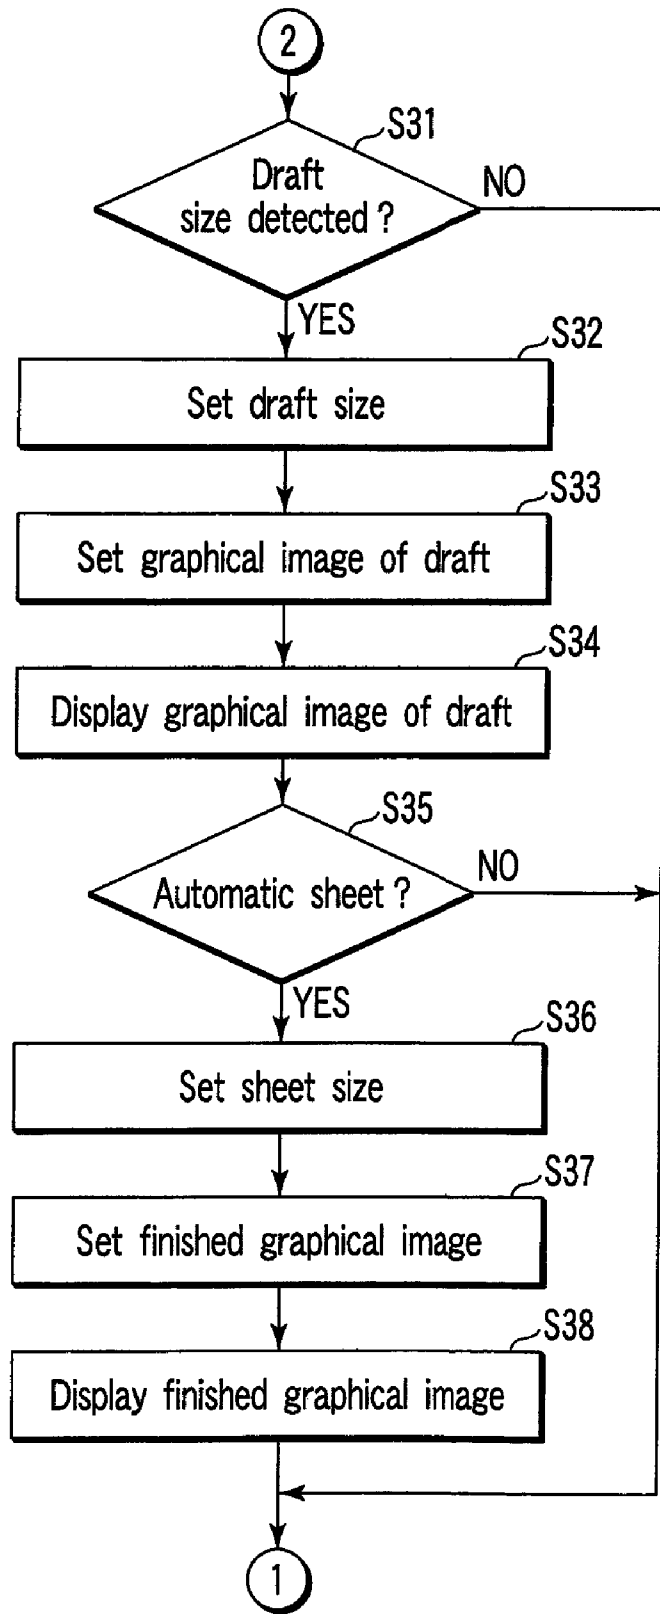 2
S31
Draft
size detected?
NO
YES
S32
Set draft size
S33
Set graphical image of draft
S34
Display graphical image of draft
S35
Automatic sheet?
NO
YES
S36
Set sheet size
S37
Set finished graphical image
S38
Display finished graphical image
1